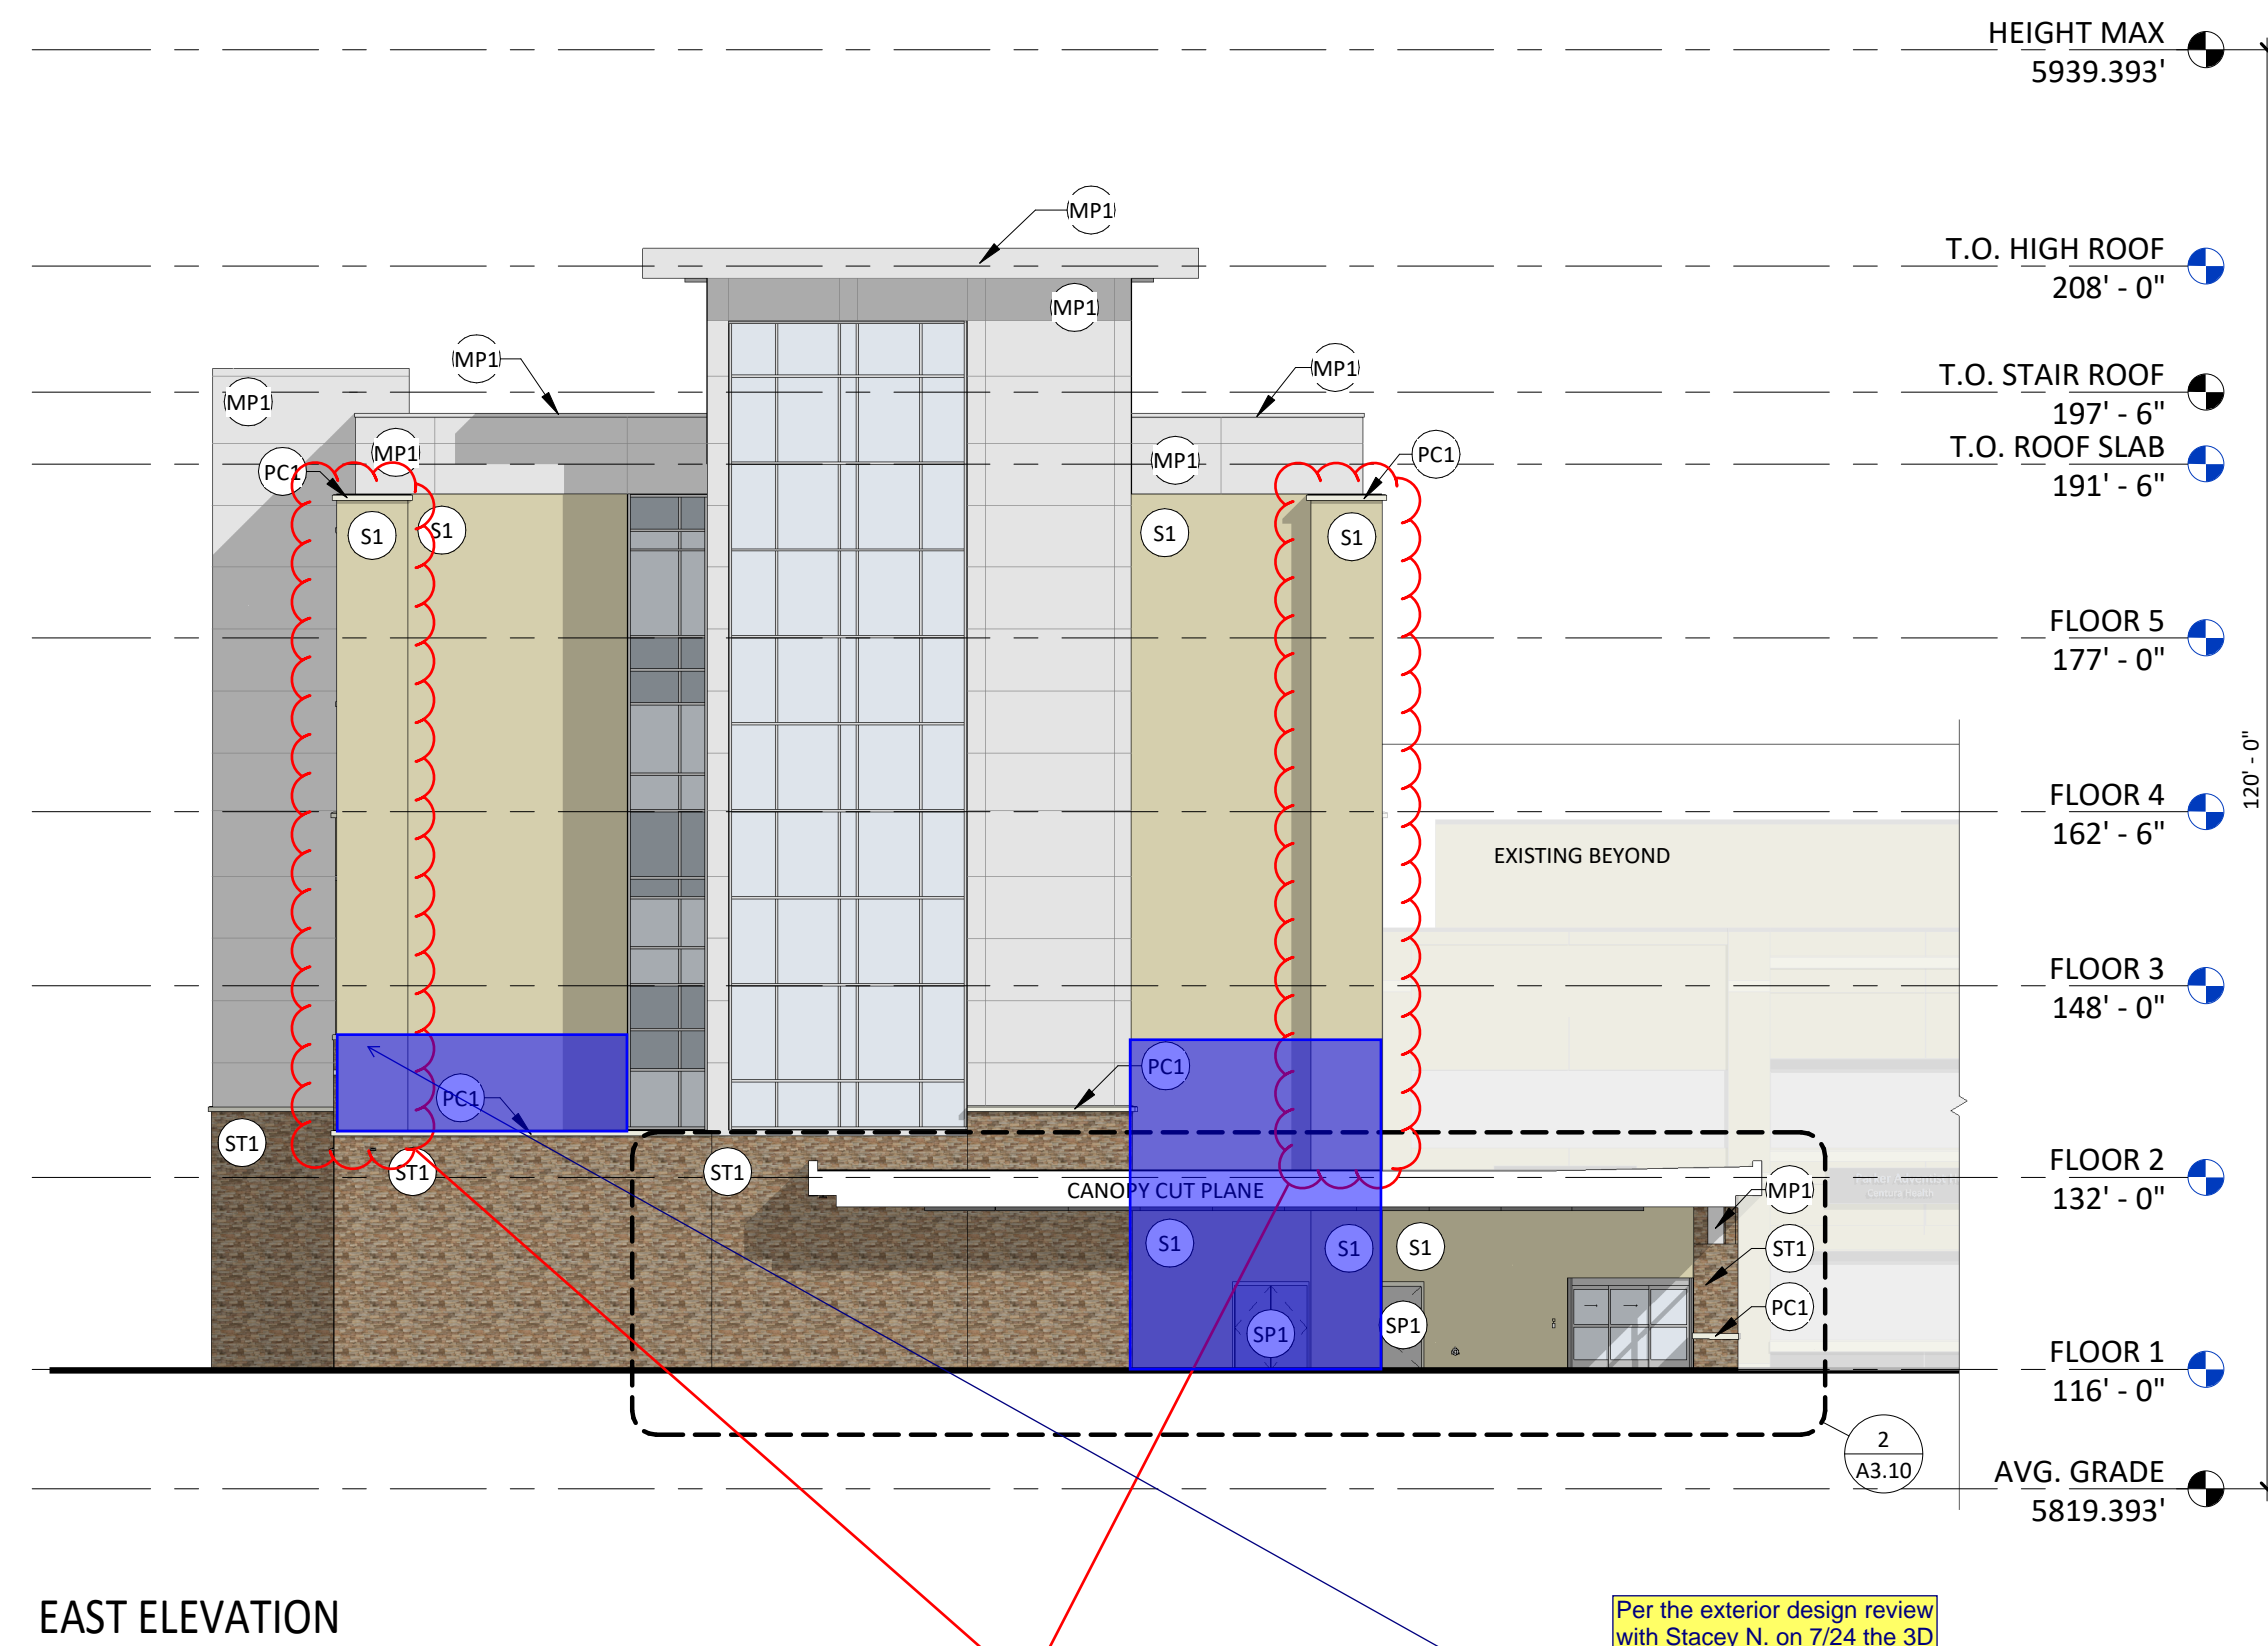 HEIGHT MAX
5939.393'
MP1
T.O. HIGH ROOF
208' - 0"
MP1
MP1
MP1
T.O. STAIR ROOF
197' - 6"
MP1
MP1
MP1
PC1
PC1
T.O. ROOF SLAB
191' - 6"
S1
S1
S1
S1
FLOOR 5
177' - 0"
120' - 0"
FLOOR 4
162' - 6"
EXISTING BEYOND
FLOOR 3
148' - 0"
PC1
PC1
ST1
ST1
ST1
FLOOR 2
132' - 0"
CANOPY CUT PLANE
MP1
Centura Health
S1
S1
S1
ST1
PC1
SP1
SP1
FLOOR 1
116' - 0"
2
A3.10
AVG. GRADE
5819.393'
EAST ELEVATION
Per the exterior design review
with Stacey N. on 7/24 the 3D